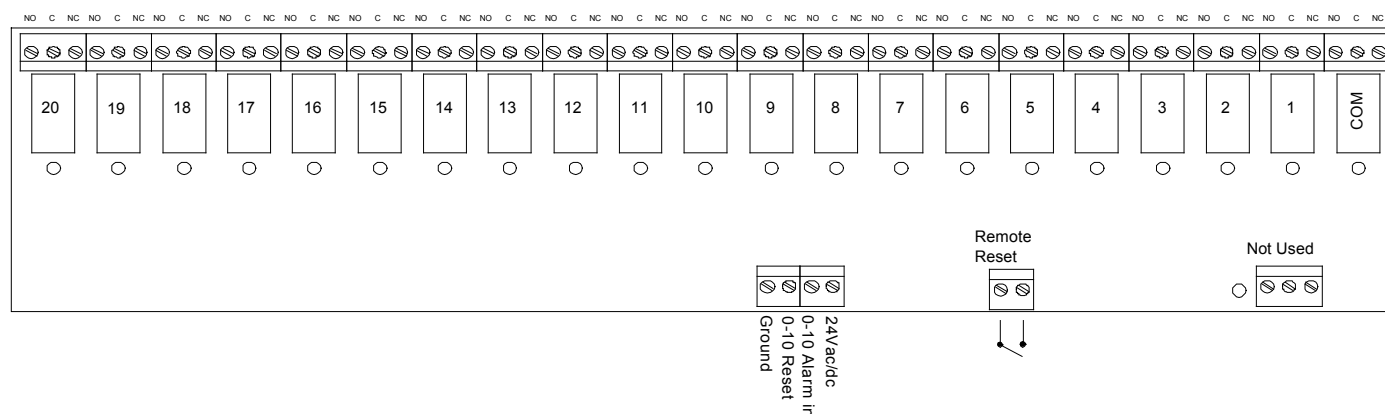 NO C NC NO C NC NO C NC NO C NC NO C NC NO C NC NO C NC NO C NC NO C NC NO C NC NO C NC NO C NC NO C NC NO C NC NO C NC NO C NC NO C NC NO C NC NO C NC NO C NC NO C NC
20 19 18 17 16 15 14 13 12 11 10 9 8 7 6 5 4 3 2 1 COM
Remote
Reset
Not Used
Ground
0-10 Reset
0-10 Alarm in
24Vac/dc